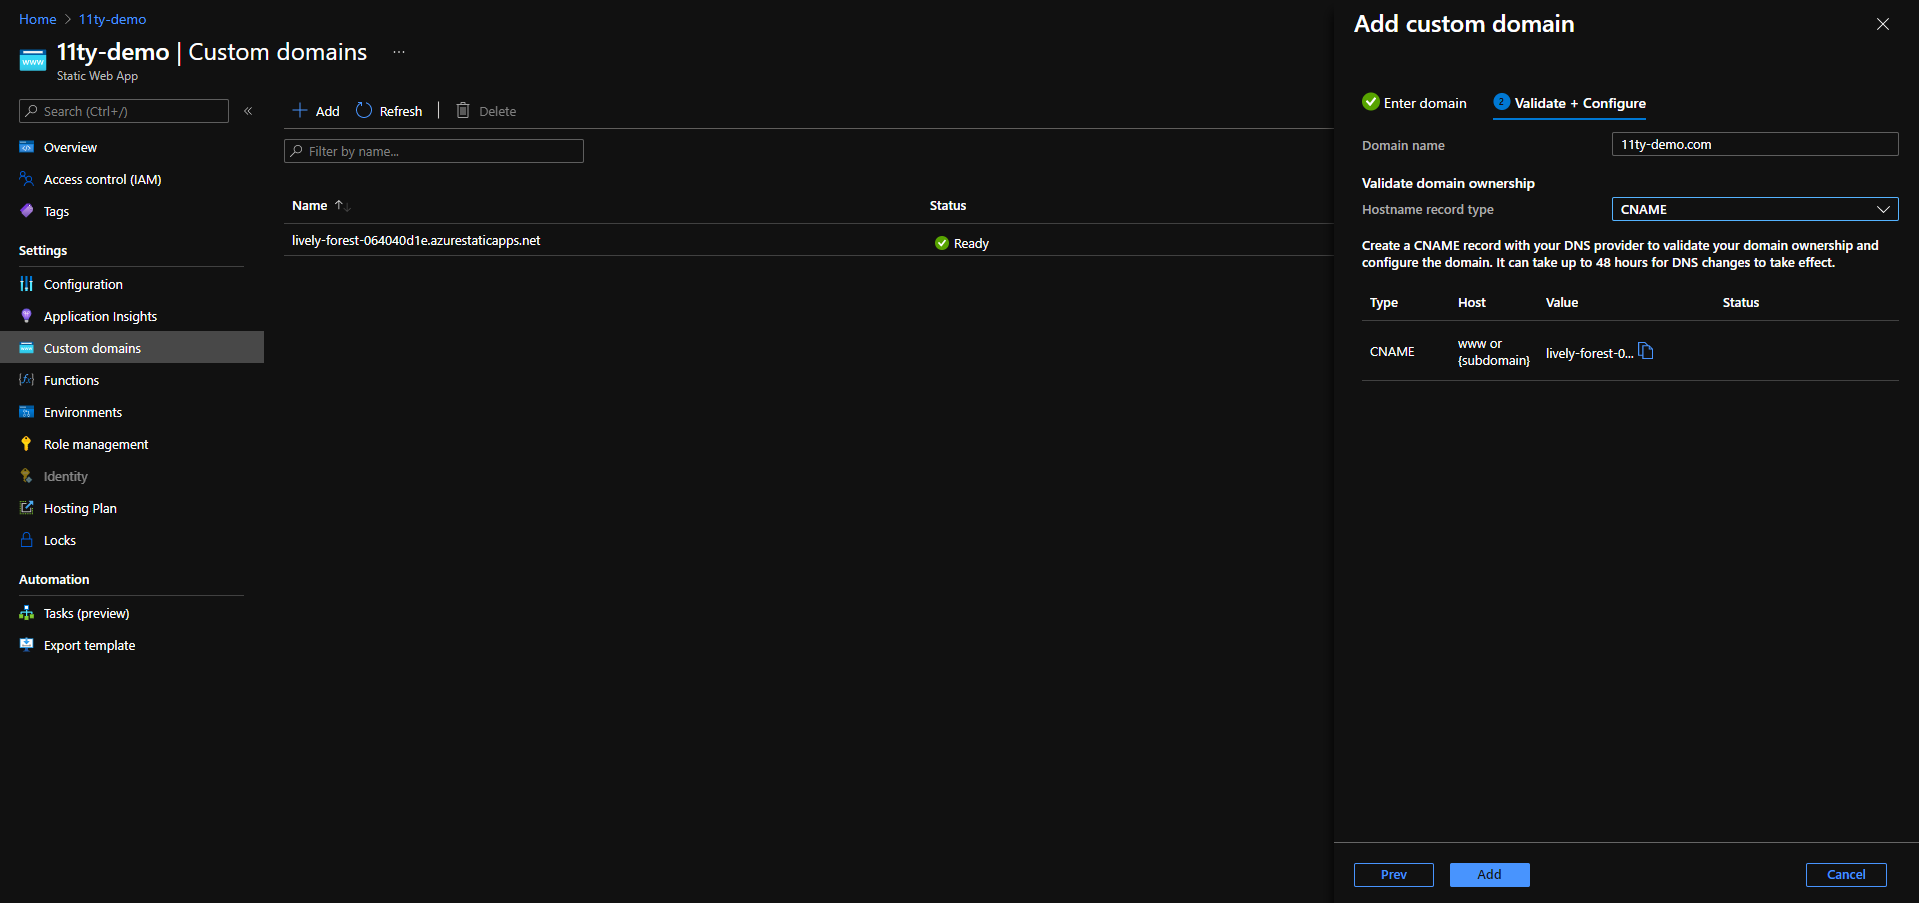 Home > 11ty-demo
11ty-demo | Custom domains ...
Static Web App
Search (Ctrl+/)
«
Overview
Access control (IAM)
Tags
Settings
Configuration
Application Insights
Custom domains
Functions
Environments
Role management
Identity
Hosting Plan
Locks
Automation
Tasks (preview)
Export template
Add Refresh | Delete
Filter by name...
Name Status
lively-forest-064040d1e.azurestaticapps.net Ready
Add custom domain
Enter domain 2 Validate + Configure
Domain name 11ty-demo.com
Validate domain ownership
Hostname record type CNAME
Create a CNAME record with your DNS provider to validate your domain ownership and
configure the domain. It can take up to 48 hours for DNS changes to take effect.
Type Host Value Status
CNAME www or {subdomain} lively-forest-0...
Prev Add Cancel